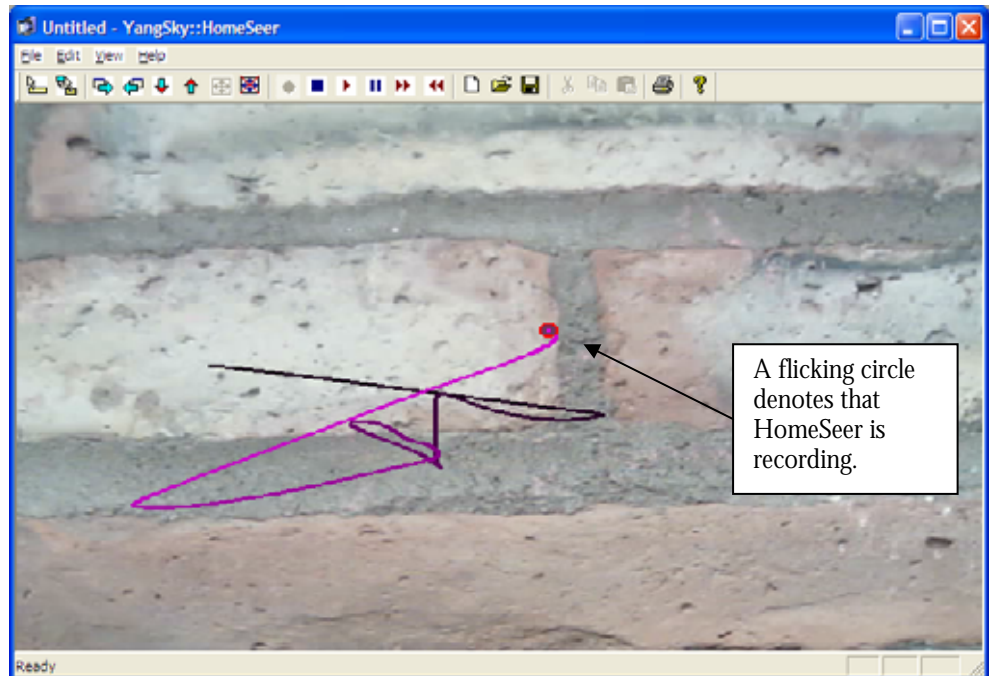 Untitled - YangSky::HomeSeer
File Edit View Help
A flicking circle
denotes that
HomeSeer is
recording.
Ready